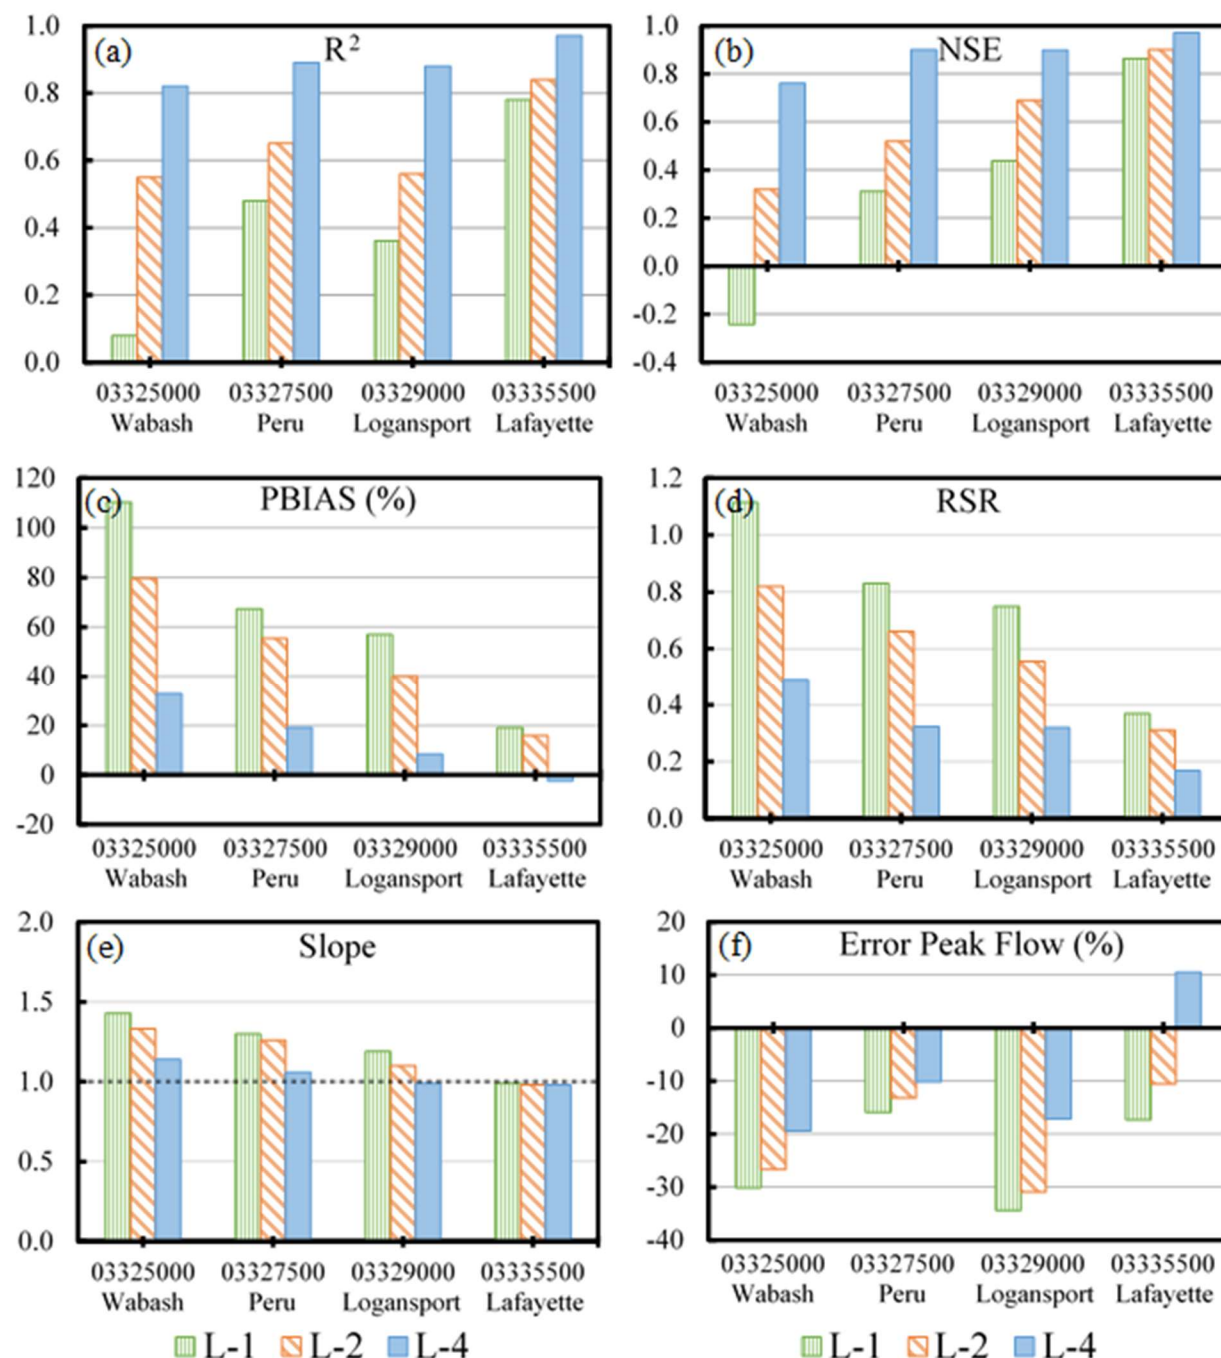 (a) R²
1.0
0.8
0.6
0.4
0.2
0.0
03325000 03327500 03329000 03335500
Wabash Peru Logansport Lafayette
(b) NSE
1.0
0.8
0.6
0.4
0.2
0.0
-0.2
-0.4
03325000 03327500 03329000 03335500
Wabash Peru Logansport Lafayette
(c) PBIAS (%)
120
100
80
60
40
20
0
-20
03325000 03327500 03329000 03335500
Wabash Peru Logansport Lafayette
(d) RSR
1.2
1.0
0.8
0.6
0.4
0.2
0.0
03325000 03327500 03329000 03335500
Wabash Peru Logansport Lafayette
(e) Slope
2.0
1.5
1.0
0.5
0.0
03325000 03327500 03329000 03335500
Wabash Peru Logansport Lafayette
L-1 L-2 L-4
(f) Error Peak Flow (%)
20
10
0
-10
-20
-30
-40
03325000 03327500 03329000 03335500
Wabash Peru Logansport Lafayette
L-1 L-2 L-4